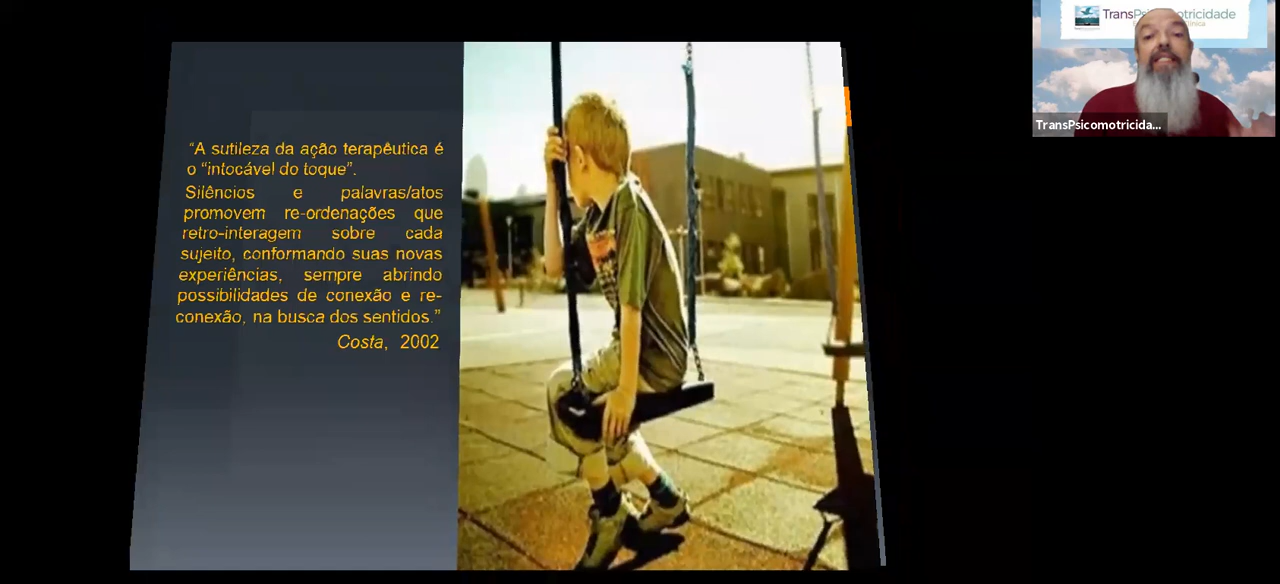 “A sutileza da ação terapêutica é
o “intocável do toque”.
Silêncios e palavras/atos
promovem re-ordenações que
retro-interagem sobre cada
sujeito, conformando suas novas
experiências, sempre abrindo
possibilidades de conexão e re-
conexão, na busca dos sentidos.”
Costa, 2002
TransPsicomotricida...